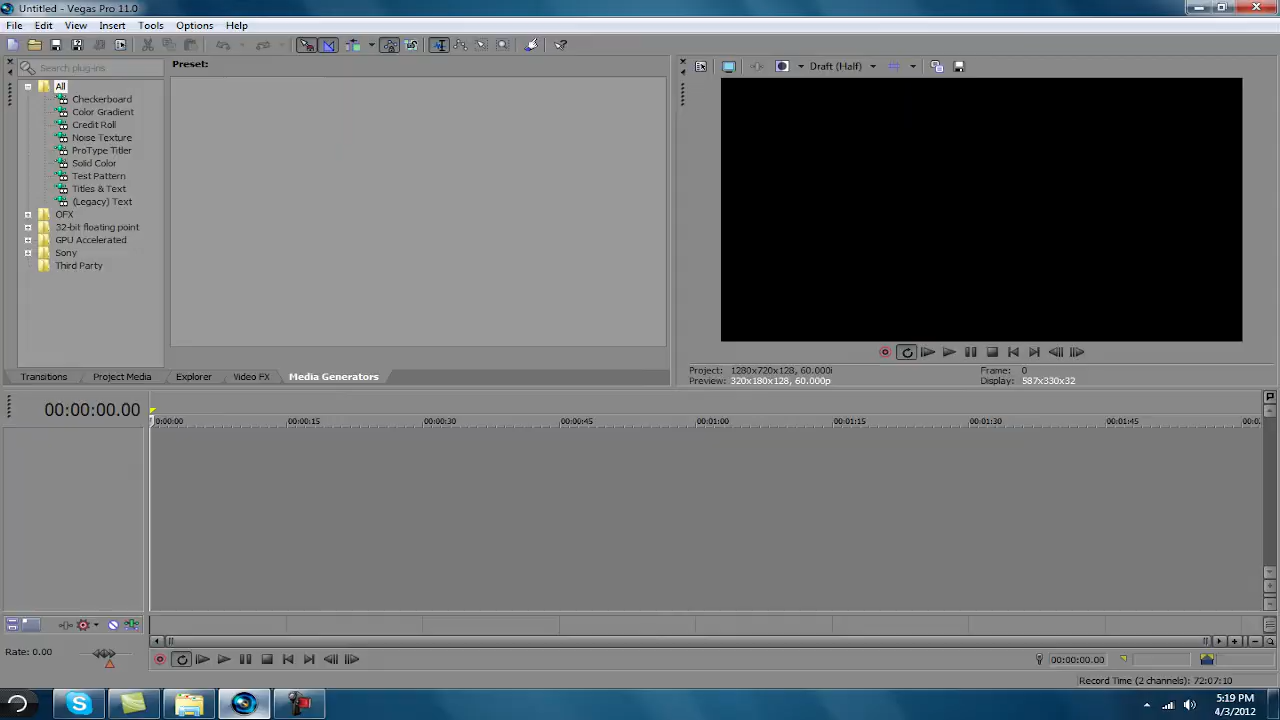 Untitled - Vegas Pro 11.0
File Edit View Insert Tools Options Help
Search plug-ins
Preset:
Draft (Half)
All
Checkerboard
Color Gradient
Credit Roll
Noise Texture
ProType Titler
Solid Color
Test Pattern
Titles & Text
(Legacy) Text
OFX
32-bit floating point
GPU Accelerated
Sony
Third Party
Project: 1280x720x128, 60.000i Frame: 0
Preview: 320x180x128, 60.000p Display: 587x330x32
Transitions Project Media Explorer Video FX Media Generators
00:00:00.00
0:00:00 00:00:15 00:00:30 00:00:45 00:01:00 00:01:15 00:01:30 00:01:45
Rate: 0.00
00:00:00.00
Record Time (2 channels): 72:07:10
5:19 PM
4/3/2012